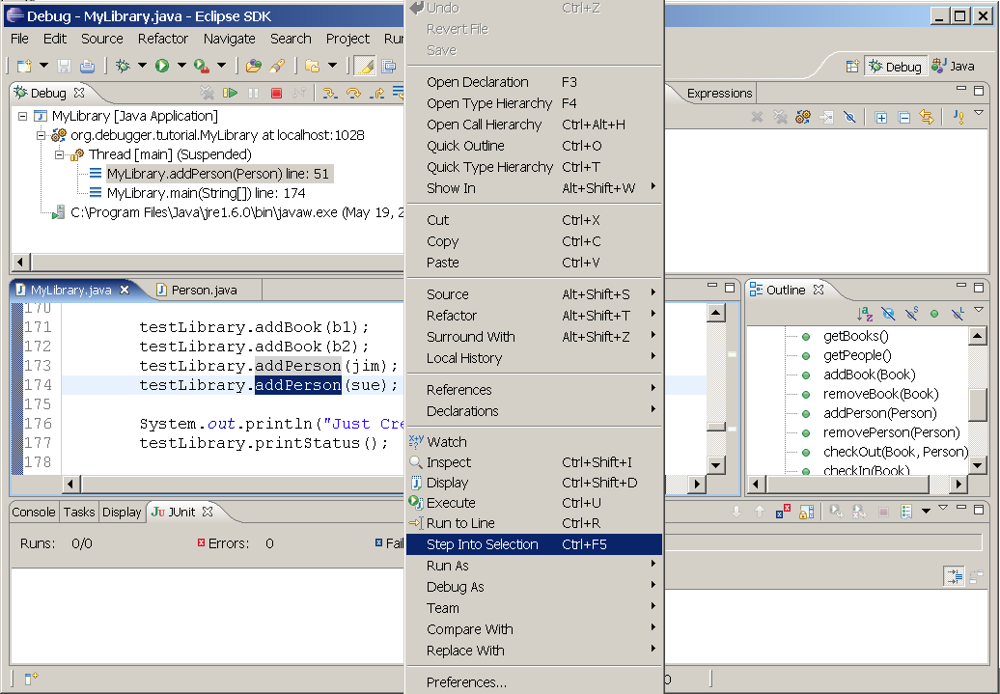 Debug - MyLibrary.java - Eclipse SDK
File Edit Source Refactor Navigate Search Project Ru
Debug Java
Debug
MyLibrary [Java Application]
org.debugger.tutorial.MyLibrary at localhost:1028
Thread [main] (Suspended)
MyLibrary.addPerson(Person) line: 51
MyLibrary.main(String[]) line: 174
C:\Program Files\Java\jre1.6.0\bin\javaw.exe (May 19, 2
Expressions
MyLibrary.java Person.java
170
171 testLibrary.addBook(b1);
172 testLibrary.addBook(b2);
173 testLibrary.addPerson(jim);
174 testLibrary.addPerson(sue);
175
176 System.out.println("Just Cre
177 testLibrary.printStatus();
178
Undo Ctrl+Z
Revert File
Save
Open Declaration F3
Open Type Hierarchy F4
Open Call Hierarchy Ctrl+Alt+H
Quick Outline Ctrl+O
Quick Type Hierarchy Ctrl+T
Show In Alt+Shift+W
Cut Ctrl+X
Copy Ctrl+C
Paste Ctrl+V
Source Alt+Shift+S
Refactor Alt+Shift+T
Surround With Alt+Shift+Z
Local History
References
Declarations
Watch
Inspect Ctrl+Shift+I
Display Ctrl+Shift+D
Execute Ctrl+U
Run to Line Ctrl+R
Step Into Selection Ctrl+F5
Run As
Debug As
Team
Compare With
Replace With
Preferences...
Outline
getBooks()
getPeople()
addBook(Book)
removeBook(Book)
addPerson(Person)
removePerson(Person)
checkOut(Book, Person)
checkIn(Book)
Console Tasks Display JUnit
Runs: 0/0 Errors: 0 Fail